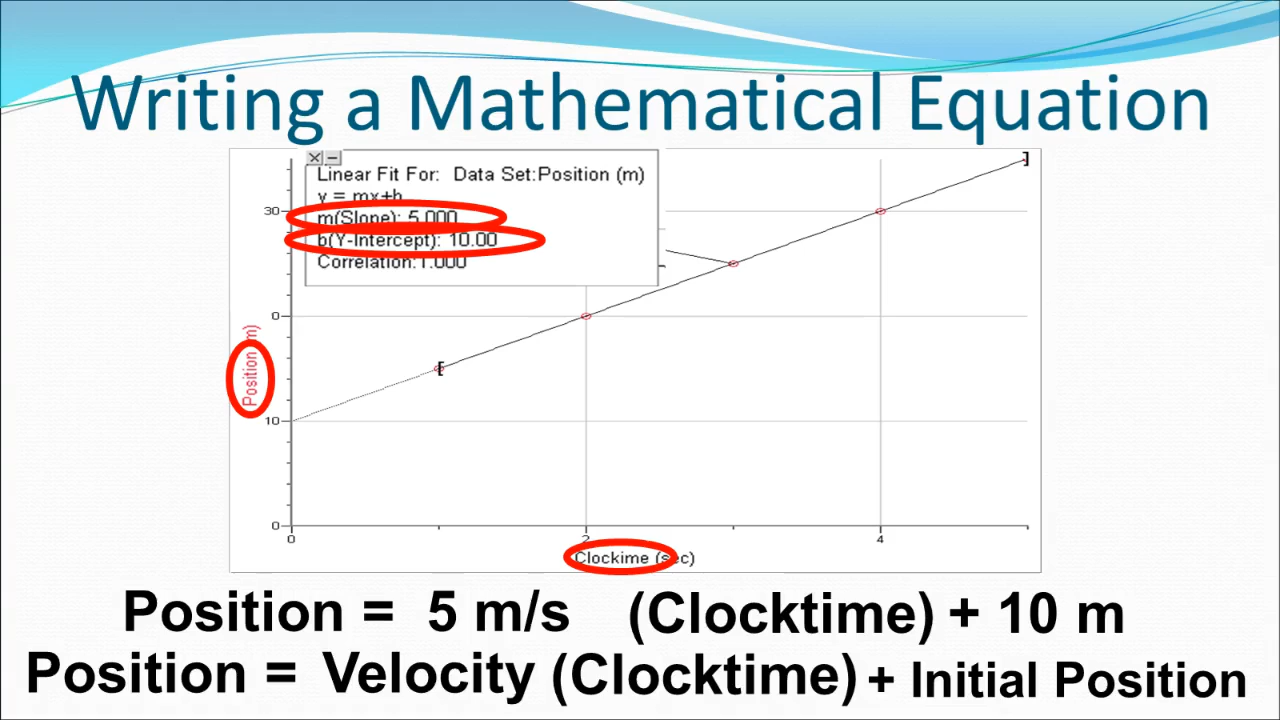 Writing a Mathematical Equation
Linear Fit For: Data Set:Position (m)
y = mx+b
m(Slope): 5.000
b(Y-Intercept): 10.00
Correlation:1.000
30
0
10
0
Position (m)
0
2
4
Clockime (sec)
Position = 5 m/s (Clocktime) + 10 m
Position = Velocity (Clocktime) + Initial Position